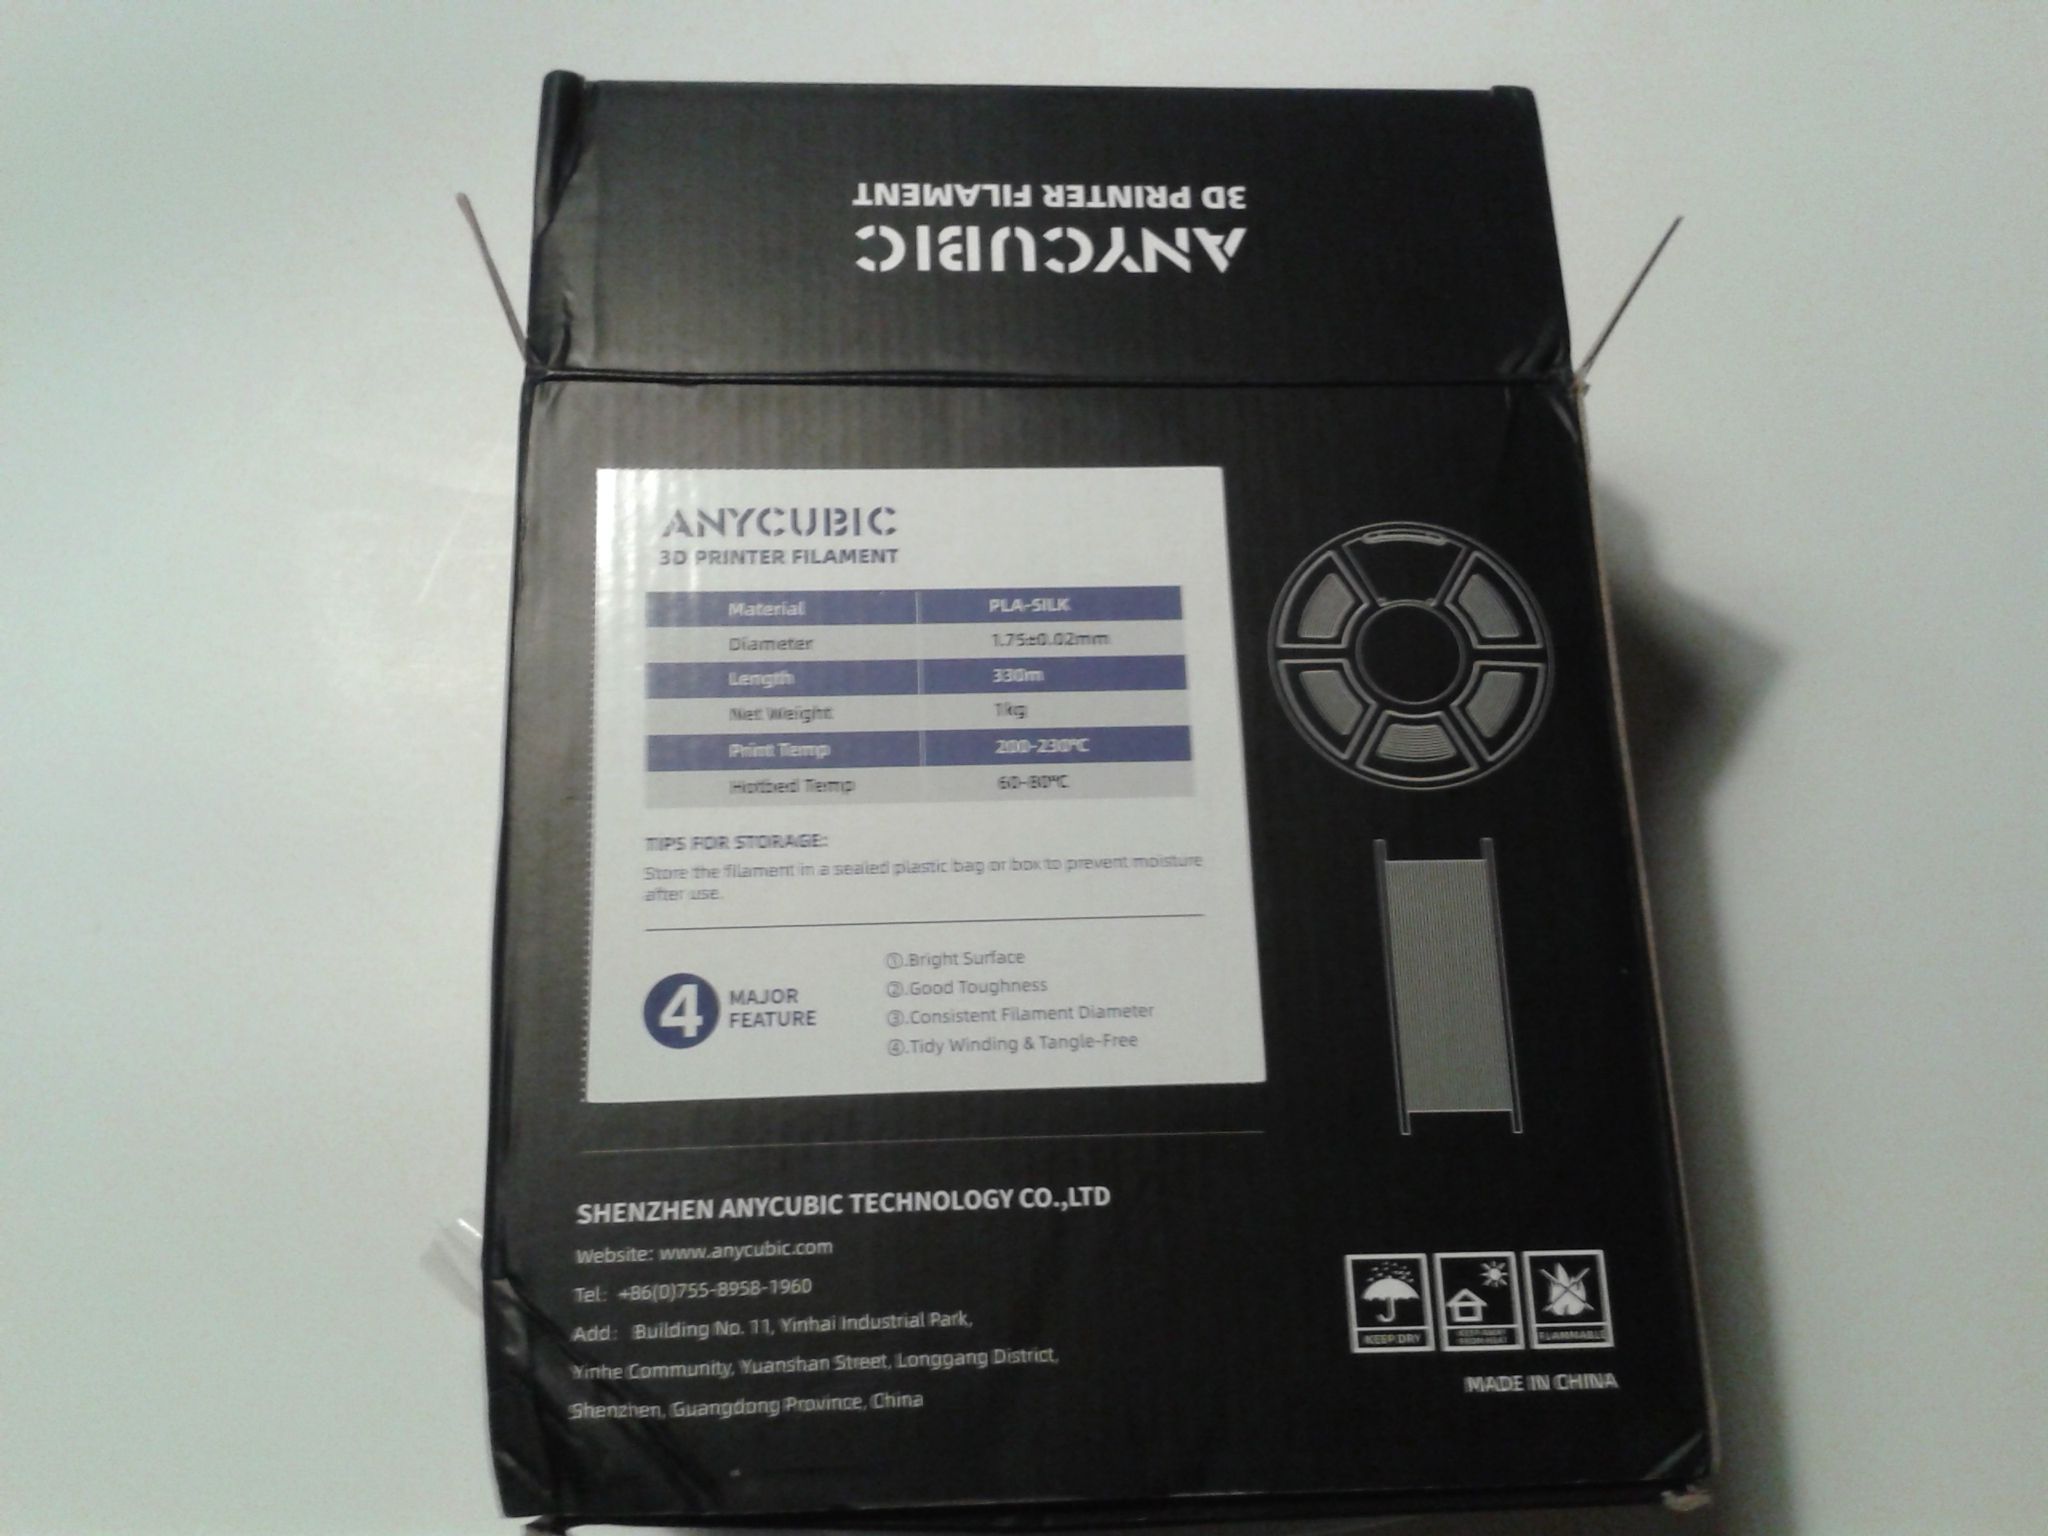 3D PRINTER FILAMENT
ANYCUBIC
ANYCUBIC
3D PRINTER FILAMENT
Material PLA-SILK
Diameter 1.75±0.02mm
Length 330m
Net Weight 1kg
Print Temp 200-230℃
Hotbed Temp 60-80℃
TIPS FOR STORAGE:
Store the filament in a sealed plastic bag or box to prevent moisture
after use.
4 MAJOR
FEATURE
①.Bright Surface
②.Good Toughness
③.Consistent Filament Diameter
④.Tidy Winding & Tangle-Free
SHENZHEN ANYCUBIC TECHNOLOGY CO.,LTD
Website: www.anycubic.com
Tel: +86(0)755-8958-1960
Add: Building No. 11, Yinhai Industrial Park,
Yinhe Community, Yuanshan Street, Longgang District,
Shenzhen, Guangdong Province, China
KEEP DRY
KEEP AWAY
FROM HEAT
FLAMMABLE
MADE IN CHINA